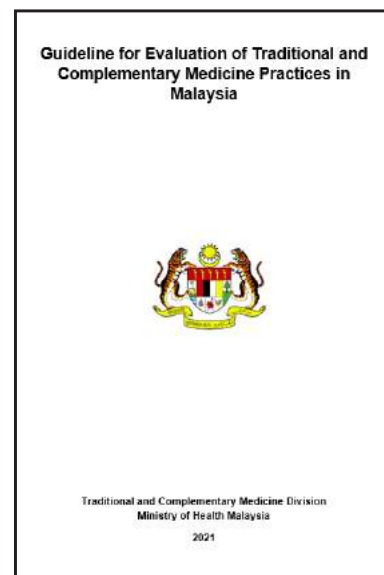 Guideline for Evaluation of Traditional and
Complementary Medicine Practices in
Malaysia
Traditional and Complementary Medicine Division
Ministry of Health Malaysia
2021